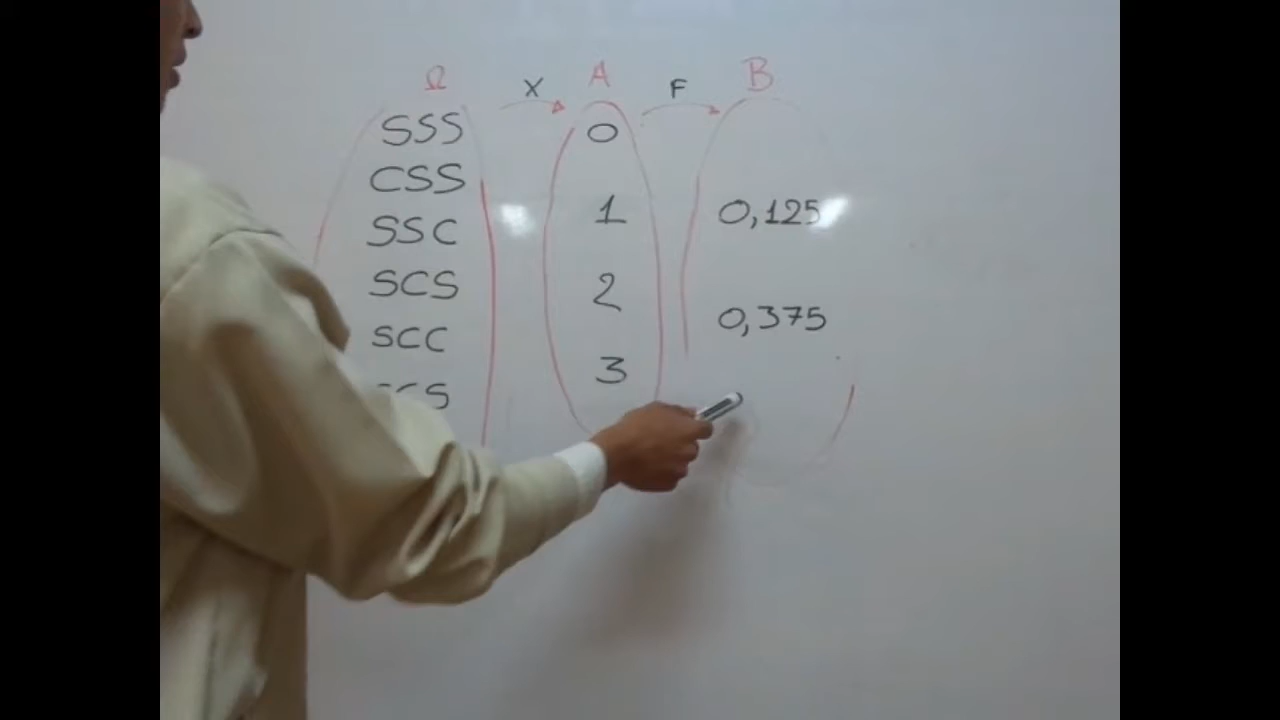 Ω X A F B
SSS 0
CSS
SSC 1 0,125
SCS 2
SCC 0,375
3